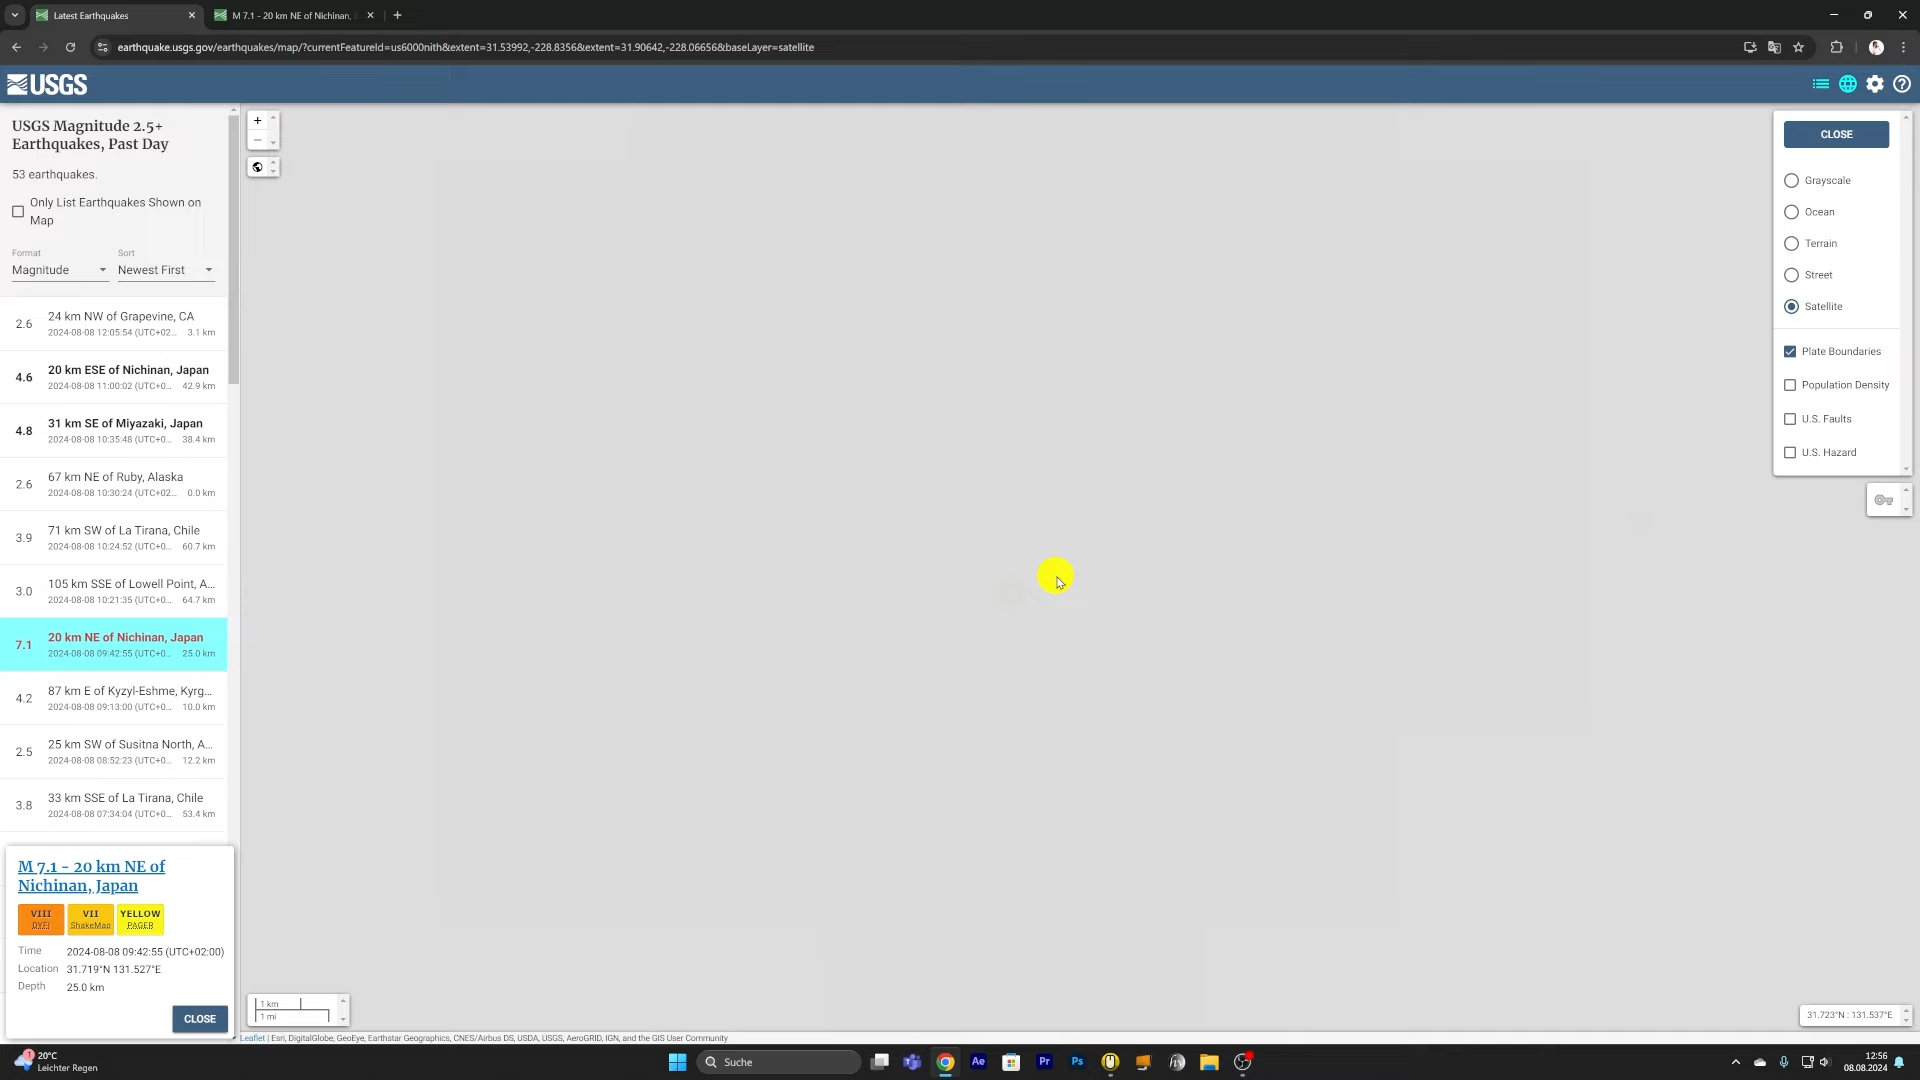 Latest Earthquakes
M 7.1 - 20 km NE of Nichinan,
earthquake.usgs.gov/earthquakes/map/?currentFeatureId=us6000nith&extent=31.53992,-228.8356&extent=31.90642,-228.06656&baseLayer=satellite
USGS
USGS Magnitude 2.5+
Earthquakes, Past Day
53 earthquakes.
Only List Earthquakes Shown on
Map
Format
Sort
Magnitude
Newest First
2.6
24 km NW of Grapevine, CA
2024-08-08 12:05:54 (UTC+02... 3.1 km
4.6
20 km ESE of Nichinan, Japan
2024-08-08 11:00:02 (UTC+0... 42.9 km
4.8
31 km SE of Miyazaki, Japan
2024-08-08 10:35:48 (UTC+0... 38.4 km
2.6
67 km NE of Ruby, Alaska
2024-08-08 10:30:24 (UTC+02... 0.0 km
3.9
71 km SW of La Tirana, Chile
2024-08-08 10:24:52 (UTC+0... 60.7 km
3.0
105 km SSE of Lowell Point, A...
2024-08-08 10:21:35 (UTC+0... 64.7 km
7.1
20 km NE of Nichinan, Japan
2024-08-08 09:42:55 (UTC+0... 25.0 km
4.2
87 km E of Kyzyl-Eshme, Kyrg...
2024-08-08 09:13:00 (UTC+0... 10.0 km
2.5
25 km SW of Susitna North, A...
2024-08-08 08:52:23 (UTC+0... 12.2 km
3.8
33 km SSE of La Tirana, Chile
2024-08-08 07:34:04 (UTC+0... 53.4 km
M 7.1 - 20 km NE of
Nichinan, Japan
VIII
DYFI
VII
ShakeMap
YELLOW
PAGER
Time 2024-08-08 09:42:55 (UTC+02:00)
Location 31.719°N 131.527°E
Depth 25.0 km
CLOSE
+
−
1 km
1 mi
Leaflet | Esri, DigitalGlobe, GeoEye, Earthstar Geographics, CNES/Airbus DS, USDA, USGS, AeroGRID, IGN, and the GIS User Community
CLOSE
Grayscale
Ocean
Terrain
Street
Satellite
Plate Boundaries
Population Density
U.S. Faults
U.S. Hazard
31.723°N : 131.537°E
1
20°C
Leichter Regen
Suche
Ae
Pr
Ps
12:56
08.08.2024